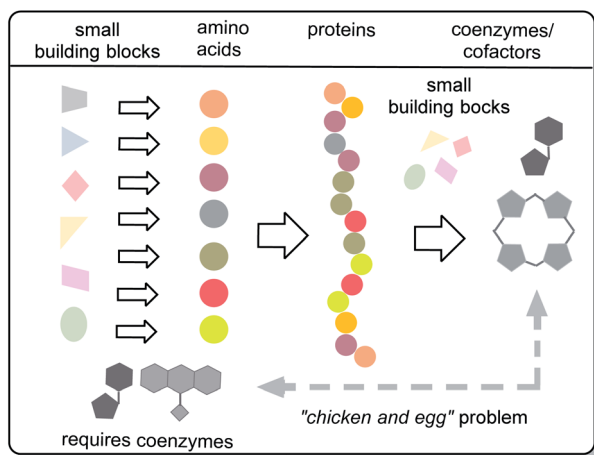 small
building blocks
amino
acids
proteins
coenzymes/
cofactors
small
building bocks
"chicken and egg" problem
requires coenzymes